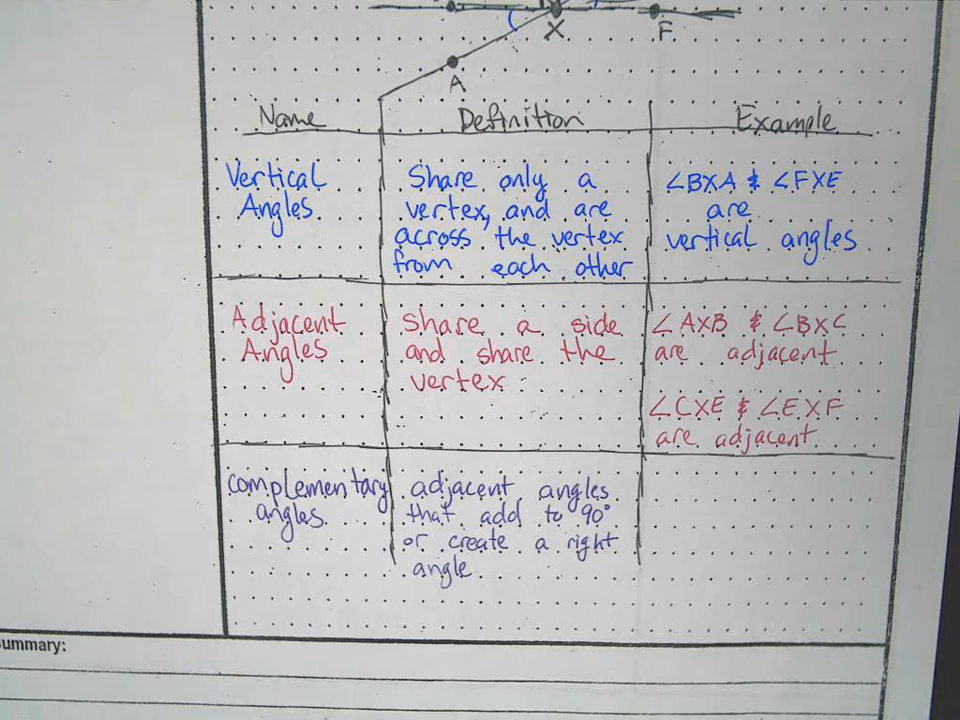 X
F
A
Name
Definition
Example
Vertical
Angles
Share only a
vertex, and are
across the vertex
from each other
∠BXA & ∠FXE
are
vertical angles
Adjacent
Angles
share a side
and share the
vertex
∠AXB & ∠BXC
are adjacent
∠CXE & ∠EXF
are adjacent
complementary
angles
adjacent angles
that add to 90°
or create a right
angle
ummary: